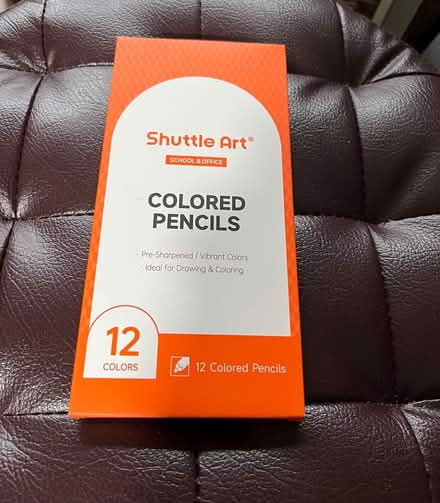 Shuttle Art®
SCHOOL & OFFICE
COLORED
PENCILS
Pre-Sharpened / Vibrant Colors
Ideal for Drawing & Coloring
12
COLORS
12 Colored Pencils